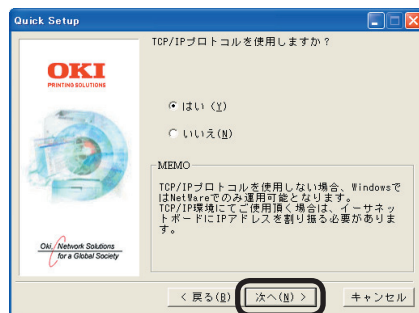 Quick Setup
TCP/IPプロトコルを使用しますか？
OKI
PRINTING SOLUTIONS
はい (Y)
いいえ(N)
MEMO
TCP/IPプロトコルを使用しない場合、Windowsで
はNetWareでのみ運用可能となります。
TCP/IP環境にてご使用頂く場合は、イーサネッ
トボードにIPアドレスを割り振る必要がありま
す。
Oki, Network Solutions
for a Global Society
< 戻る(B)
次へ(N) >
キャンセル